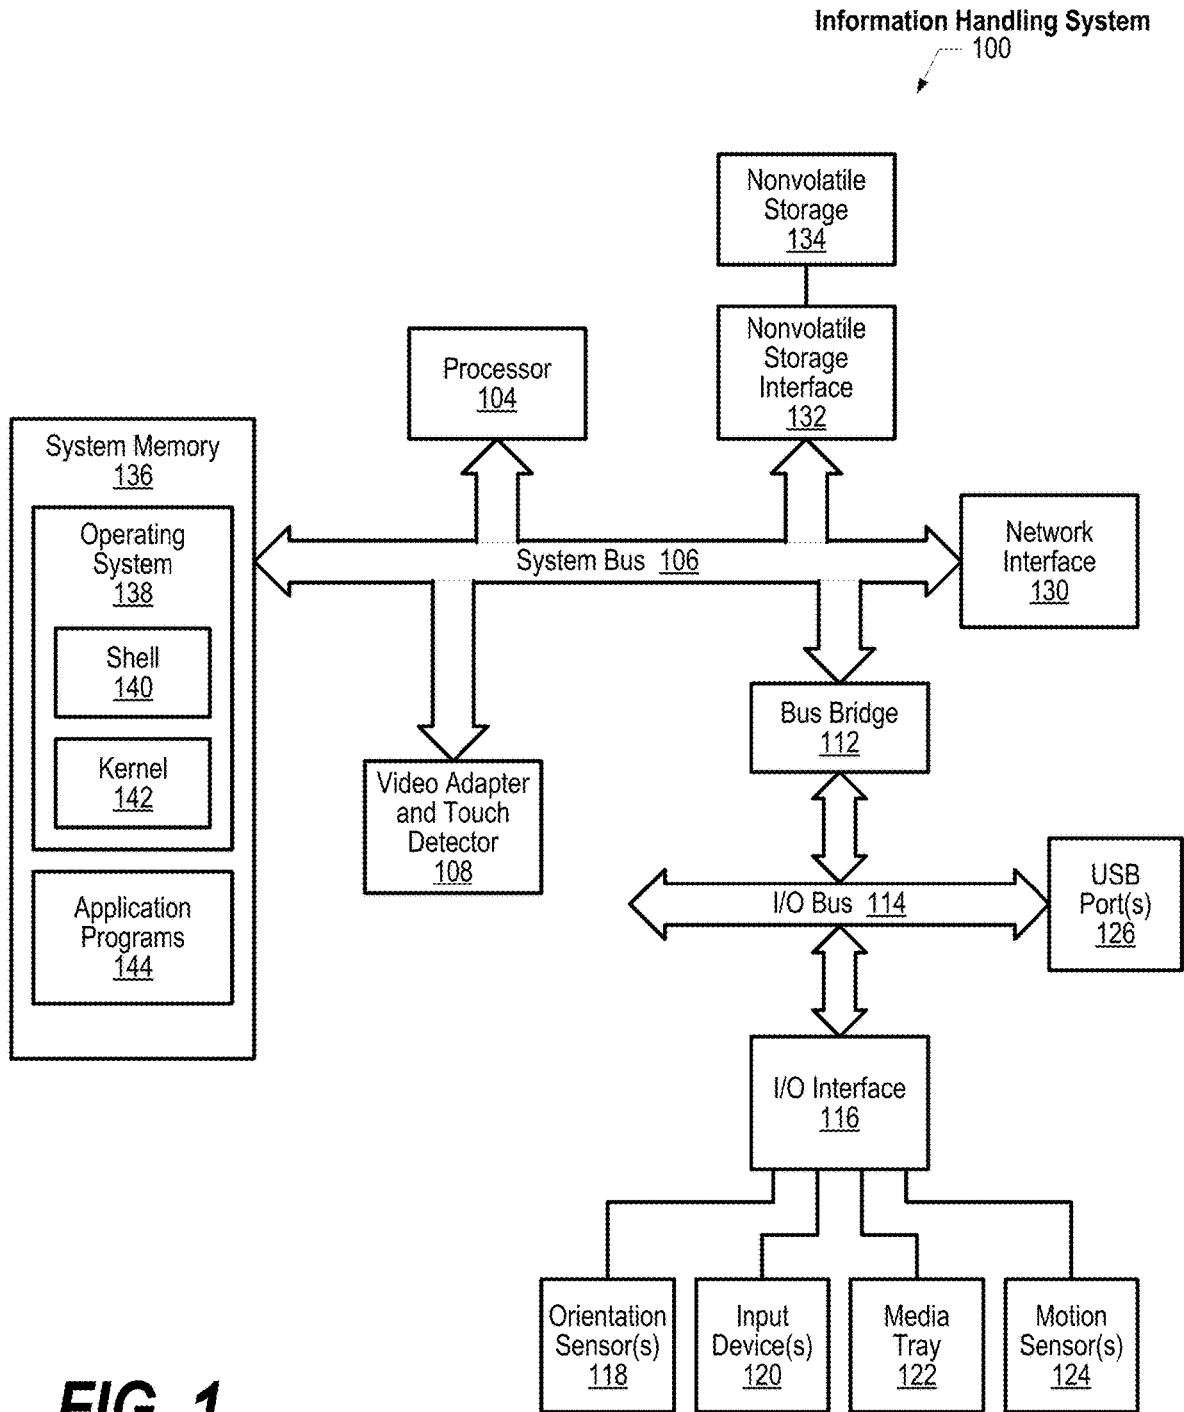 Information Handling System
100
Nonvolatile
Storage
134
Nonvolatile
Storage
Interface
132
Processor
104
System Memory
136
Operating
System
138
Shell
140
Kernel
142
Application
Programs
144
System Bus 106
Network
Interface
130
Bus Bridge
112
Video Adapter
and Touch
Detector
108
I/O Bus 114
USB
Port(s)
126
I/O Interface
116
Orientation
Sensor(s)
118
Input
Device(s)
120
Media
Tray
122
Motion
Sensor(s)
124
FIG. 1